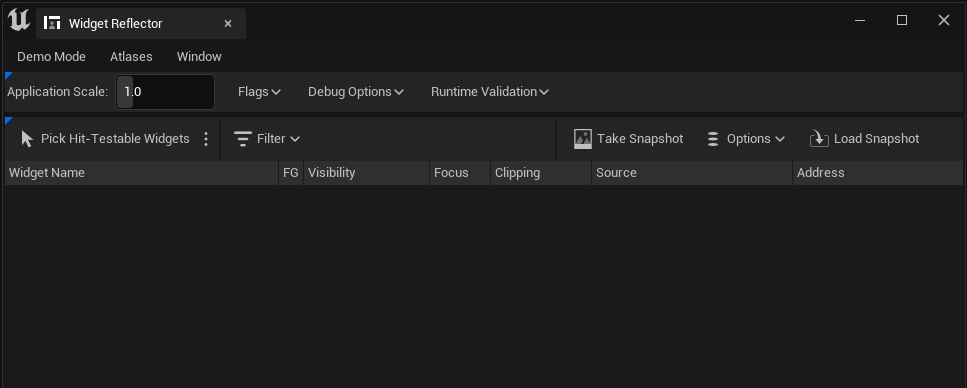 Widget Reflector
Demo Mode Atlases Window
Application Scale: 1.0 Flags Debug Options Runtime Validation
Pick Hit-Testable Widgets Filter Take Snapshot Options Load Snapshot
Widget Name FG Visibility Focus Clipping Source Address